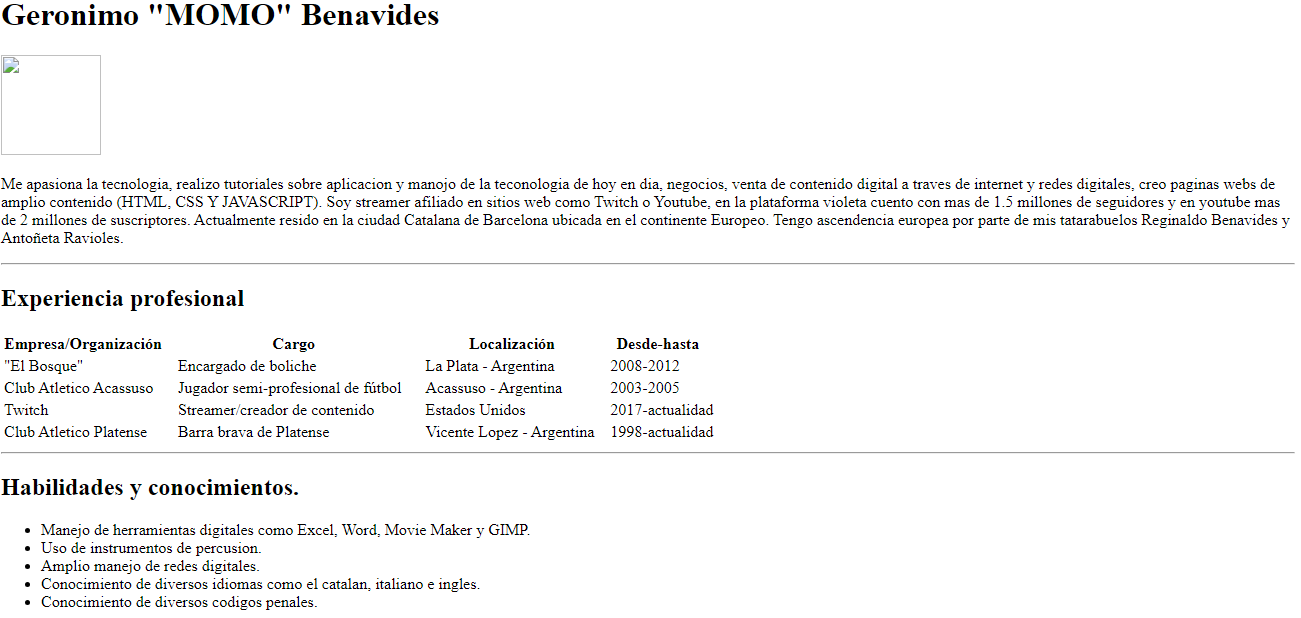 Geronimo "MOMO" Benavides
Me apasiona la tecnologia, realizo tutoriales sobre aplicacion y manojo de la teconologia de hoy en dia, negocios, venta de contenido digital a traves de internet y redes digitales, creo paginas webs de
amplio contenido (HTML, CSS Y JAVASCRIPT). Soy streamer afiliado en sitios web como Twitch o Youtube, en la plataforma violeta cuento con mas de 1.5 millones de seguidores y en youtube mas
de 2 millones de suscriptores. Actualmente resido en la ciudad Catalana de Barcelona ubicada en el continente Europeo. Tengo ascendencia europea por parte de mis tatarabuelos Reginaldo Benavides y
Antoñeta Ravioles.
Experiencia profesional
Empresa/Organización Cargo Localización Desde-hasta
"El Bosque" Encargado de boliche La Plata - Argentina 2008-2012
Club Atletico Acassuso Jugador semi-profesional de fútbol Acassuso - Argentina 2003-2005
Twitch Streamer/creador de contenido Estados Unidos 2017-actualidad
Club Atletico Platense Barra brava de Platense Vicente Lopez - Argentina 1998-actualidad
Habilidades y conocimientos.
• Manejo de herramientas digitales como Excel, Word, Movie Maker y GIMP.
• Uso de instrumentos de percusion.
• Amplio manejo de redes digitales.
• Conocimiento de diversos idiomas como el catalan, italiano e ingles.
• Conocimiento de diversos codigos penales.